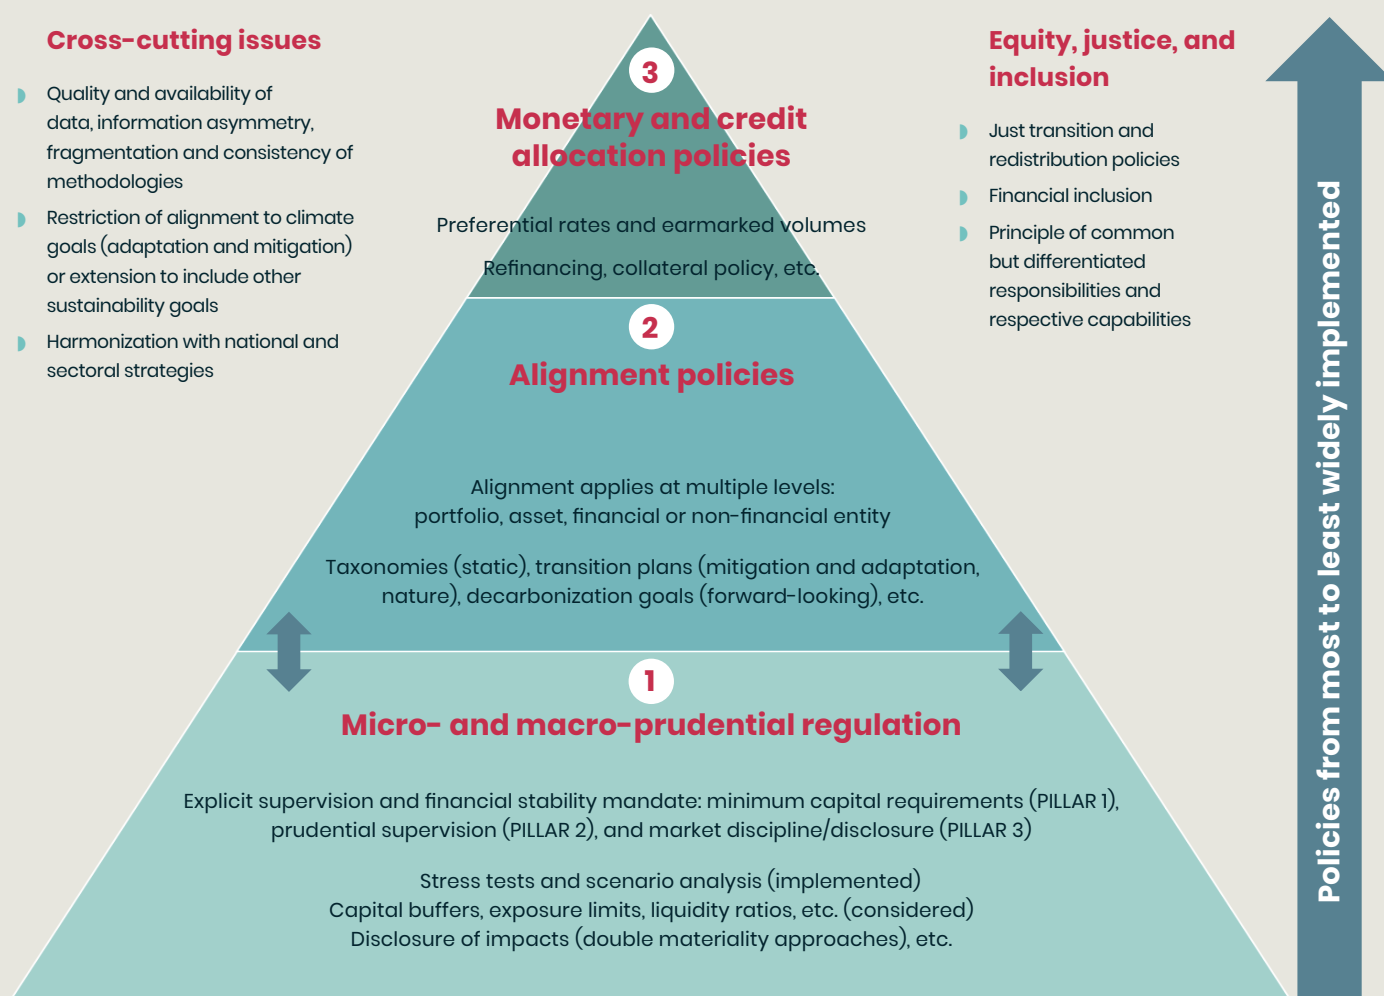 Cross-cutting issues
Quality and availability of
data, information asymmetry,
fragmentation and consistency of
methodologies
Restriction of alignment to climate
goals (adaptation and mitigation)
or extension to include other
sustainability goals
Harmonization with national and
sectoral strategies
3
Monetary and credit
allocation policies
Preferential rates and earmarked volumes
Refinancing, collateral policy, etc.
2
Alignment policies
Alignment applies at multiple levels:
portfolio, asset, financial or non-financial entity
Taxonomies (static), transition plans (mitigation and adaptation,
nature), decarbonization goals (forward-looking), etc.
1
Micro- and macro-prudential regulation
Explicit supervision and financial stability mandate: minimum capital requirements (PILLAR 1),
prudential supervision (PILLAR 2), and market discipline/disclosure (PILLAR 3)
Stress tests and scenario analysis (implemented)
Capital buffers, exposure limits, liquidity ratios, etc. (considered)
Disclosure of impacts (double materiality approaches), etc.
Equity, justice, and
inclusion
Just transition and
redistribution policies
Financial inclusion
Principle of common
but differentiated
responsibilities and
respective capabilities
Policies from most to least widely implemented